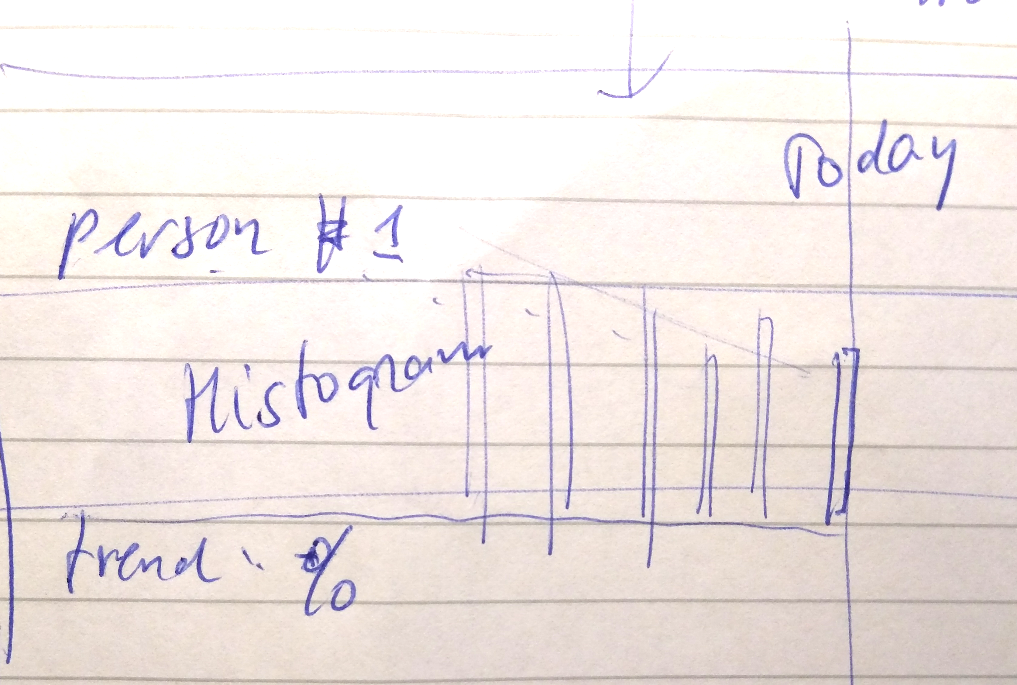 Today
person #1
Histogram
trend: %